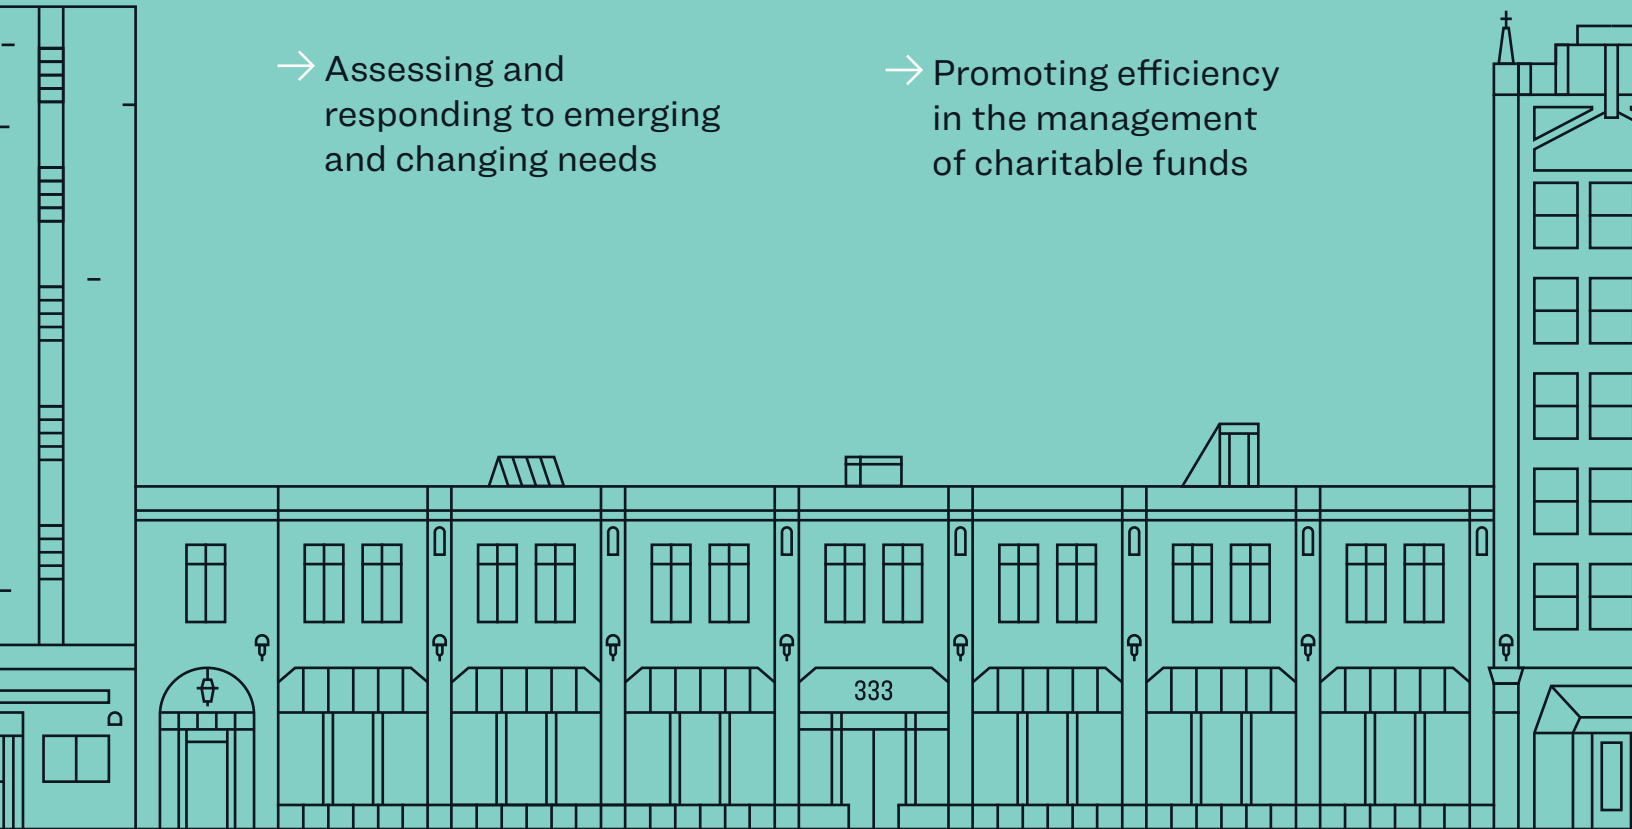 → Assessing and
responding to emerging
and changing needs
→ Promoting efficiency
in the management
of charitable funds
333